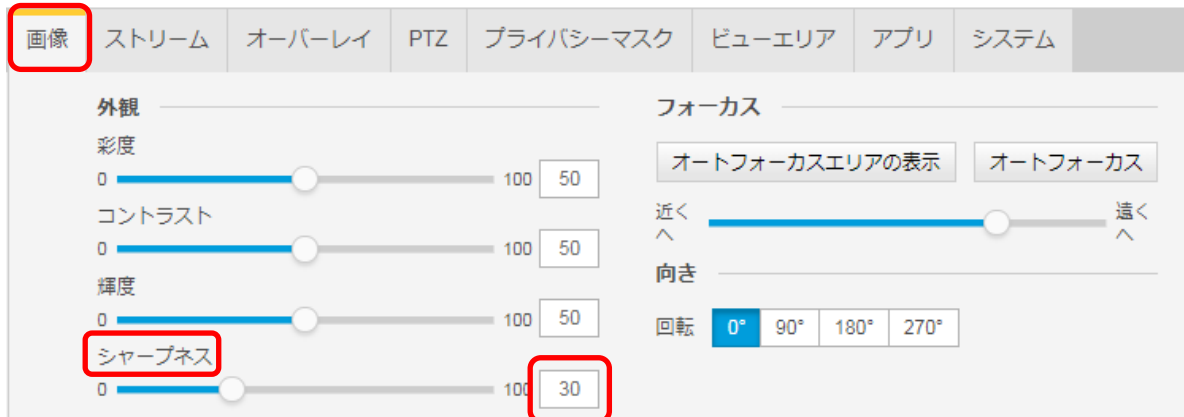 画像 ストリーム オーバーレイ PTZ プライバシーマスク ビューエリア アプリ システム
外観
彩度
0 100 50
コントラスト
0 100 50
輝度
0 100 50
シャープネス
0 100 30
フォーカス
オートフォーカスエリアの表示 オートフォーカス
近くへ 遠くへ
向き
回転 0° 90° 180° 270°